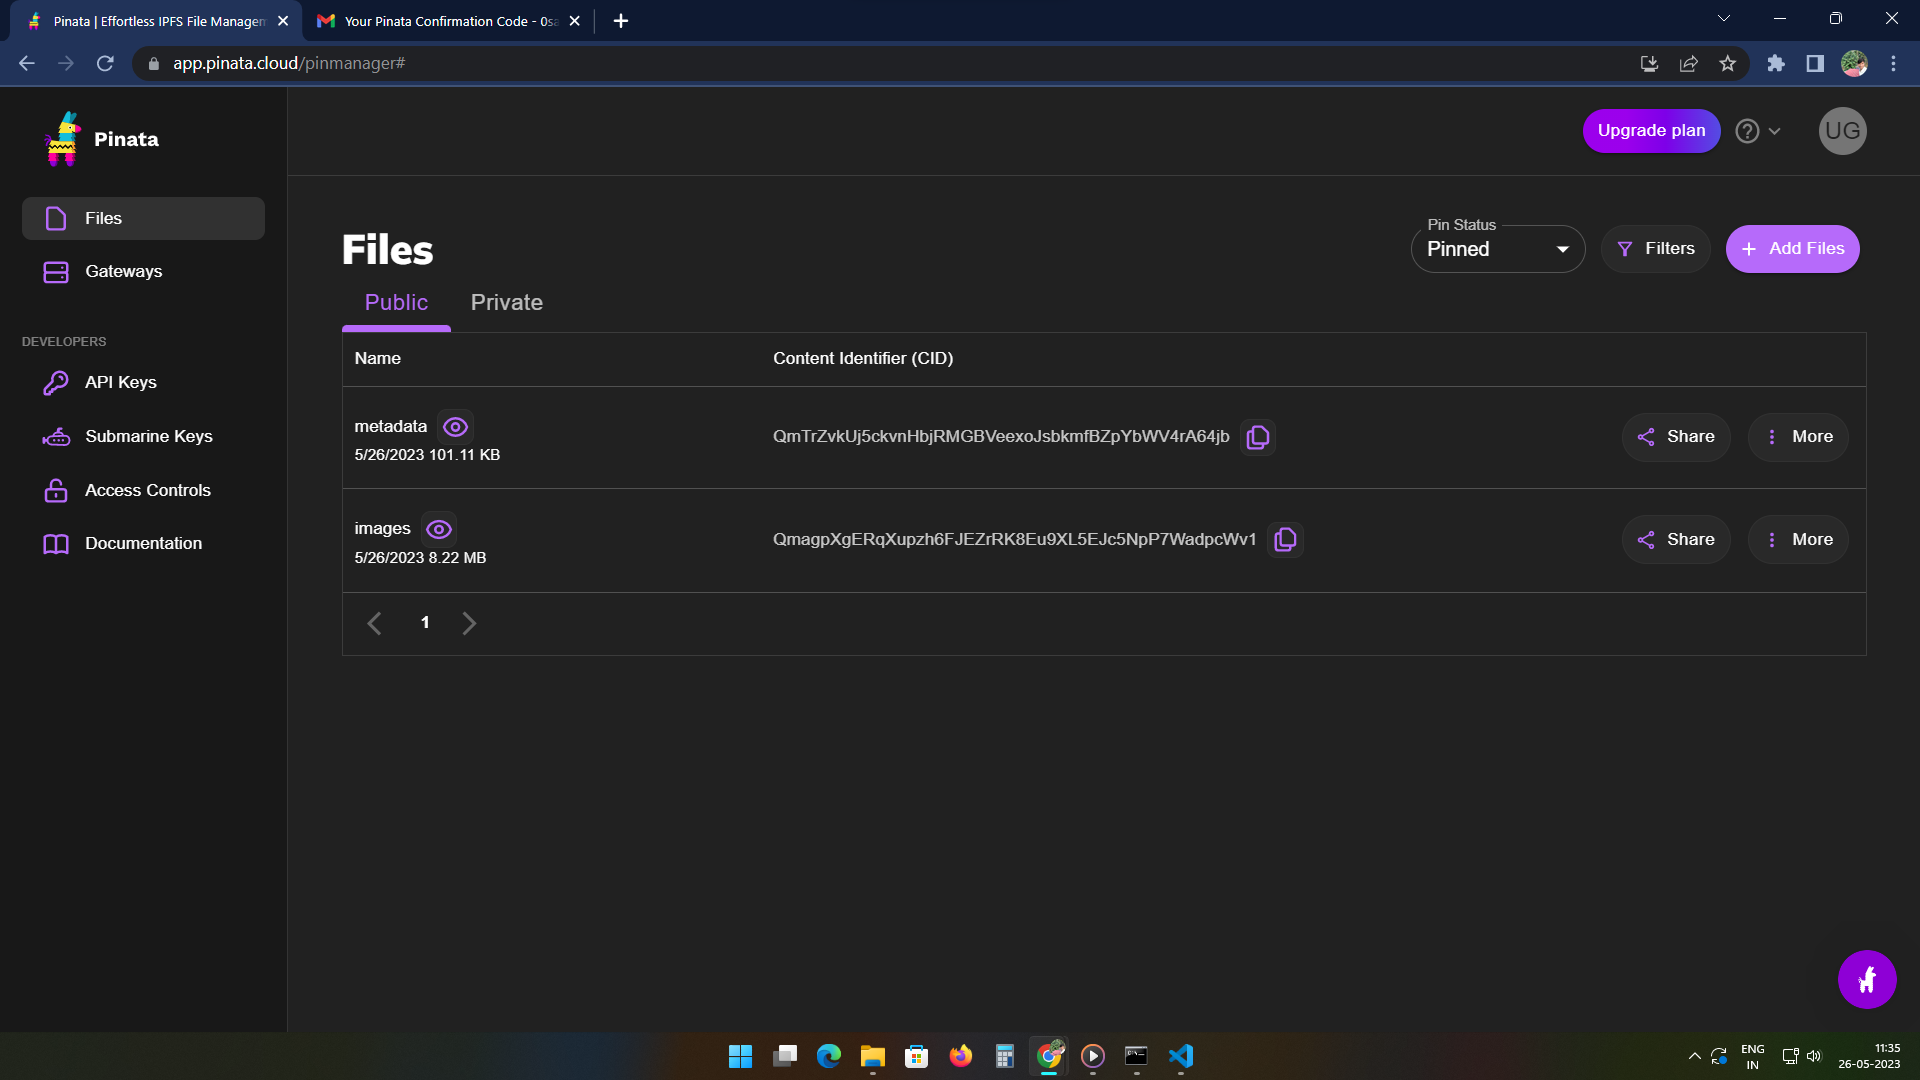 Pinata | Effortless IPFS File Managem
Your Pinata Confirmation Code - 0sa
app.pinata.cloud/pinmanager#
Pinata
Upgrade plan
UG
Files
Gateways
DEVELOPERS
API Keys
Submarine Keys
Access Controls
Documentation
Files
Pin Status
Pinned
Filters
Add Files
Public
Private
Name
Content Identifier (CID)
metadata
5/26/2023 101.11 KB
QmTrZvkUj5ckvnHbjRMGBVeexoJsbkmfBZpYbWV4rA64jb
Share
More
images
5/26/2023 8.22 MB
QmagpXgERqXupzh6FJEZrRK8Eu9XL5EJc5NpP7WadpcWv1
Share
More
1
ENG
IN
11:35
26-05-2023